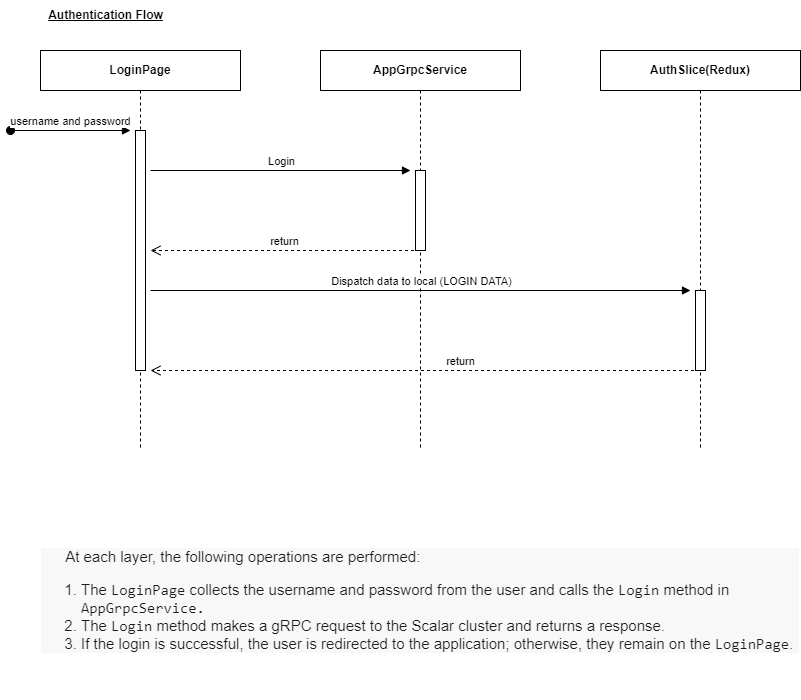 Authentication Flow
LoginPage
AppGrpcService
AuthSlice(Redux)
username and password
Login
return
Dispatch data to local (LOGIN DATA)
return
At each layer, the following operations are performed:
1. The LoginPage collects the username and password from the user and calls the Login method in
AppGrpcService.
2. The Login method makes a gRPC request to the Scalar cluster and returns a response.
3. If the login is successful, the user is redirected to the application; otherwise, they remain on the LoginPage.